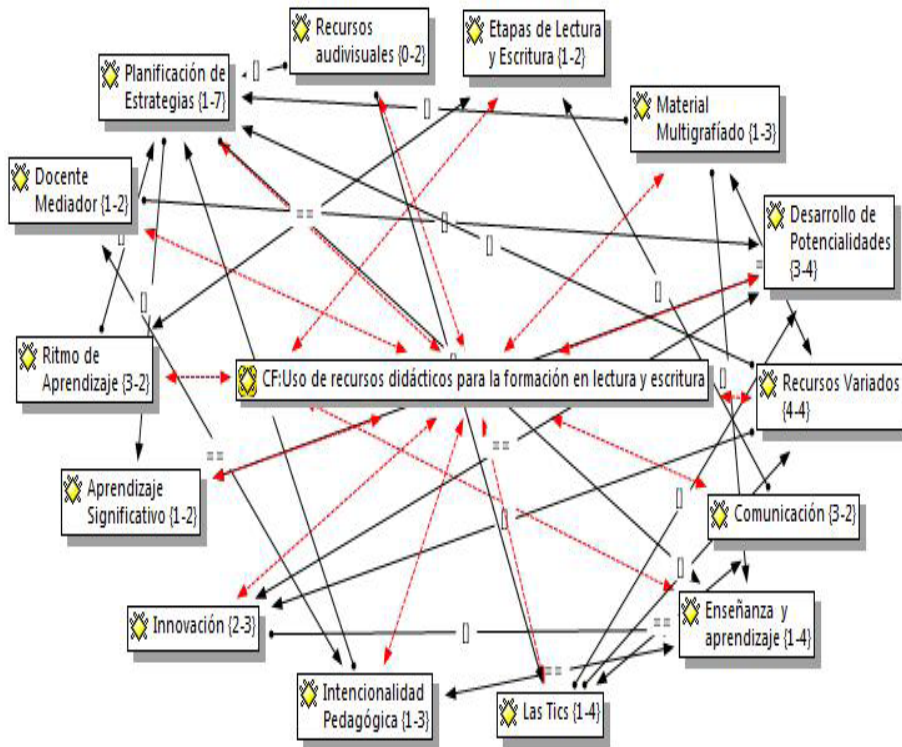 Recursos
audivisuales {0-2}
Etapas de Lectura
y Escritura {1-2}
Planificación de
Estrategias {1-7}
Material
Multigrafíado {1-3}
Docente
Mediador {1-2}
Desarrollo de
Potencialidades
{3-4}
Ritmo de
Aprendizaje {3-2}
CF:Uso de recursos didácticos para la formación en lectura y escritura
Recursos Variados
{4-4}
Aprendizaje
Significativo {1-2}
Comunicación {3-2}
Innovación {2-3}
Enseñanza y
aprendizaje {1-4}
Intencionalidad
Pedagógica {1-3}
Las Tics {1-4}